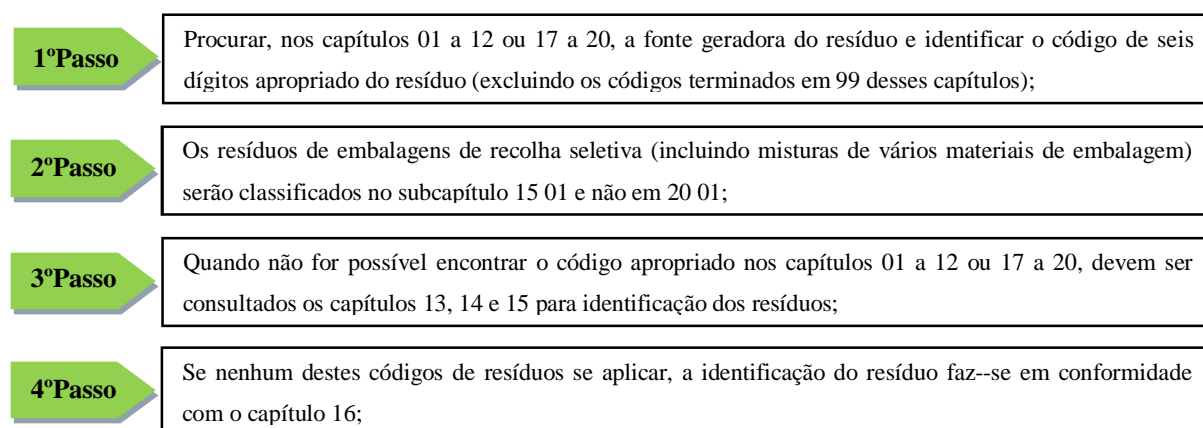 1ºPasso
Procurar, nos capítulos 01 a 12 ou 17 a 20, a fonte geradora do resíduo e identificar o código de seis
dígitos apropriado do resíduo (excluindo os códigos terminados em 99 desses capítulos);
2ºPasso
Os resíduos de embalagens de recolha seletiva (incluindo misturas de vários materiais de embalagem)
serão classificados no subcapítulo 15 01 e não em 20 01;
3ºPasso
Quando não for possível encontrar o código apropriado nos capítulos 01 a 12 ou 17 a 20, devem ser
consultados os capítulos 13, 14 e 15 para identificação dos resíduos;
4ºPasso
Se nenhum destes códigos de resíduos se aplicar, a identificação do resíduo faz--se em conformidade
com o capítulo 16;